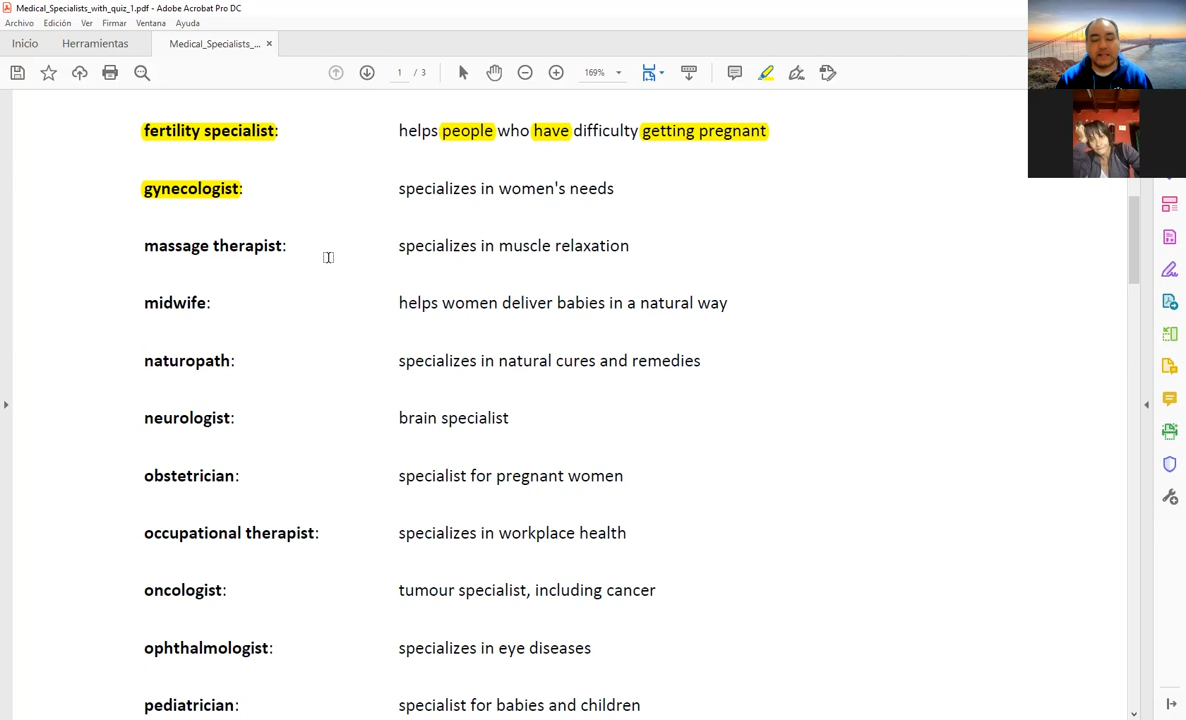 Medical_Specialists_with_quiz_1.pdf - Adobe Acrobat Pro DC
Archivo Edición Ver Firmar Ventana Ayuda
Inicio Herramientas Medical_Specialists_... ×
1 / 3 169%
fertility specialist: helps people who have difficulty getting pregnant
gynecologist: specializes in women's needs
massage therapist: specializes in muscle relaxation
midwife: helps women deliver babies in a natural way
naturopath: specializes in natural cures and remedies
neurologist: brain specialist
obstetrician: specialist for pregnant women
occupational therapist: specializes in workplace health
oncologist: tumour specialist, including cancer
ophthalmologist: specializes in eye diseases
pediatrician: specialist for babies and children